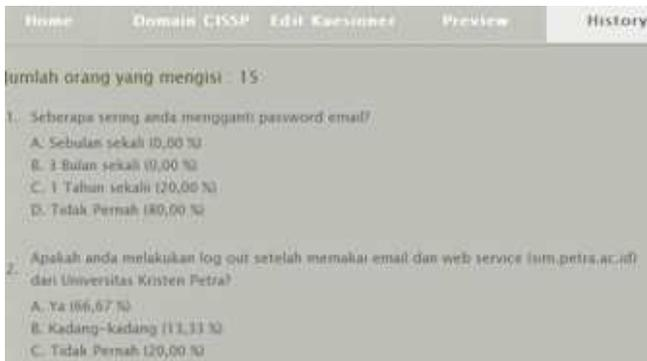 Home Domain CISSP Edit Kuesioner Preview History
Jumlah orang yang mengisi : 15
1. Seberapa sering anda mengganti password email?
A. Sebulan sekali (0,00 %)
B. 3 Bulan sekali (0,00 %)
C. 1 Tahun sekali (20,00 %)
D. Tidak Pernah (80,00 %)
2. Apakah anda melakukan log out setelah memakai email dan web service (sim.petra.ac.id)
dari Universitas Kristen Petra?
A. Ya (66,67 %)
B. Kadang-kadang (13,33 %)
C. Tidak Pernah (20,00 %)